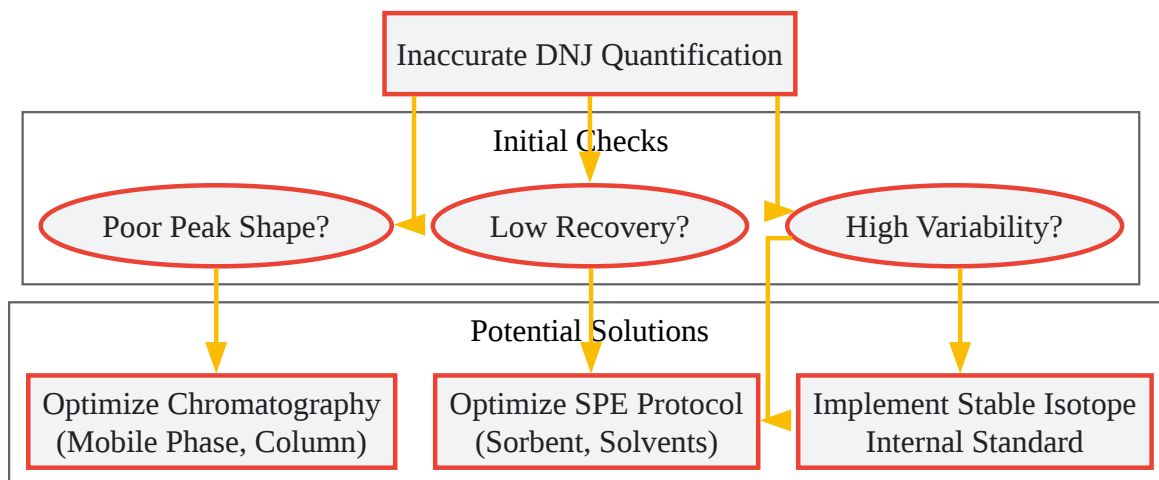 Inaccurate DNJ Quantification
Initial Checks
Poor Peak Shape?
Low Recovery?
High Variability?
Potential Solutions
Optimize Chromatography
(Mobile Phase, Column)
Optimize SPE Protocol
(Sorbent, Solvents)
Implement Stable Isotope
Internal Standard